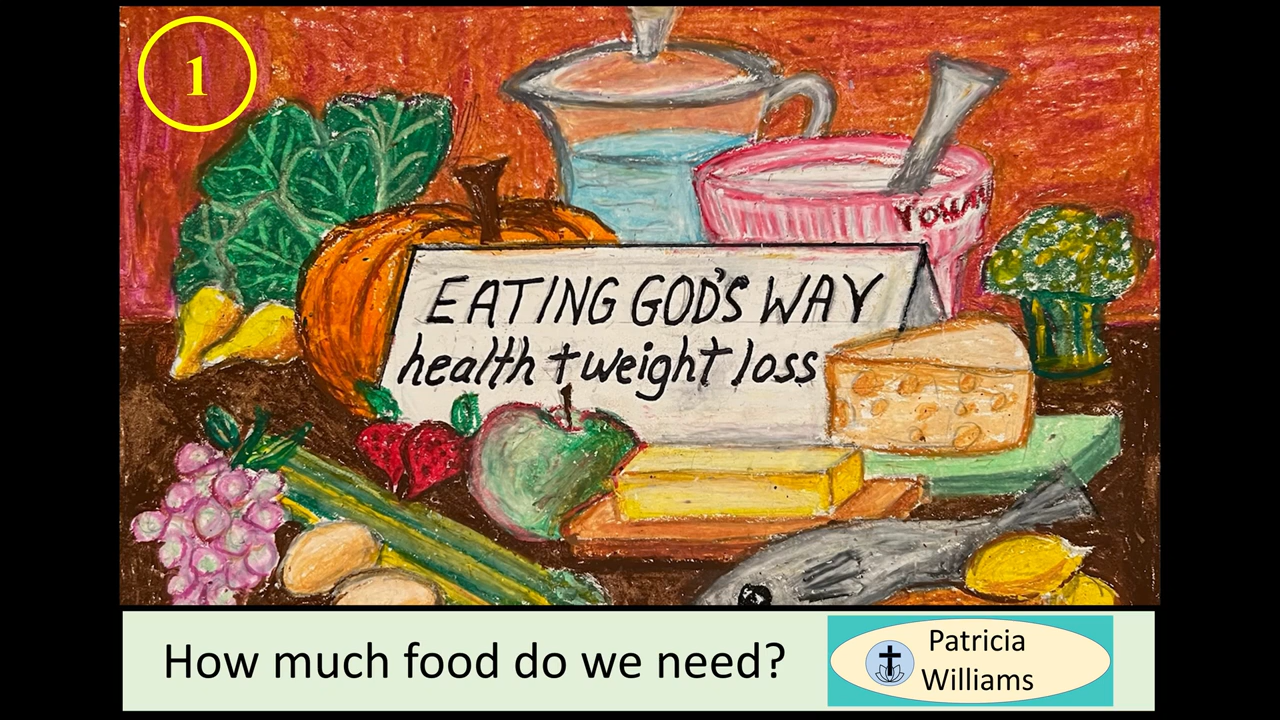 1
EATING GOD'S WAY
health + weight loss
How much food do we need?
Patricia
Williams